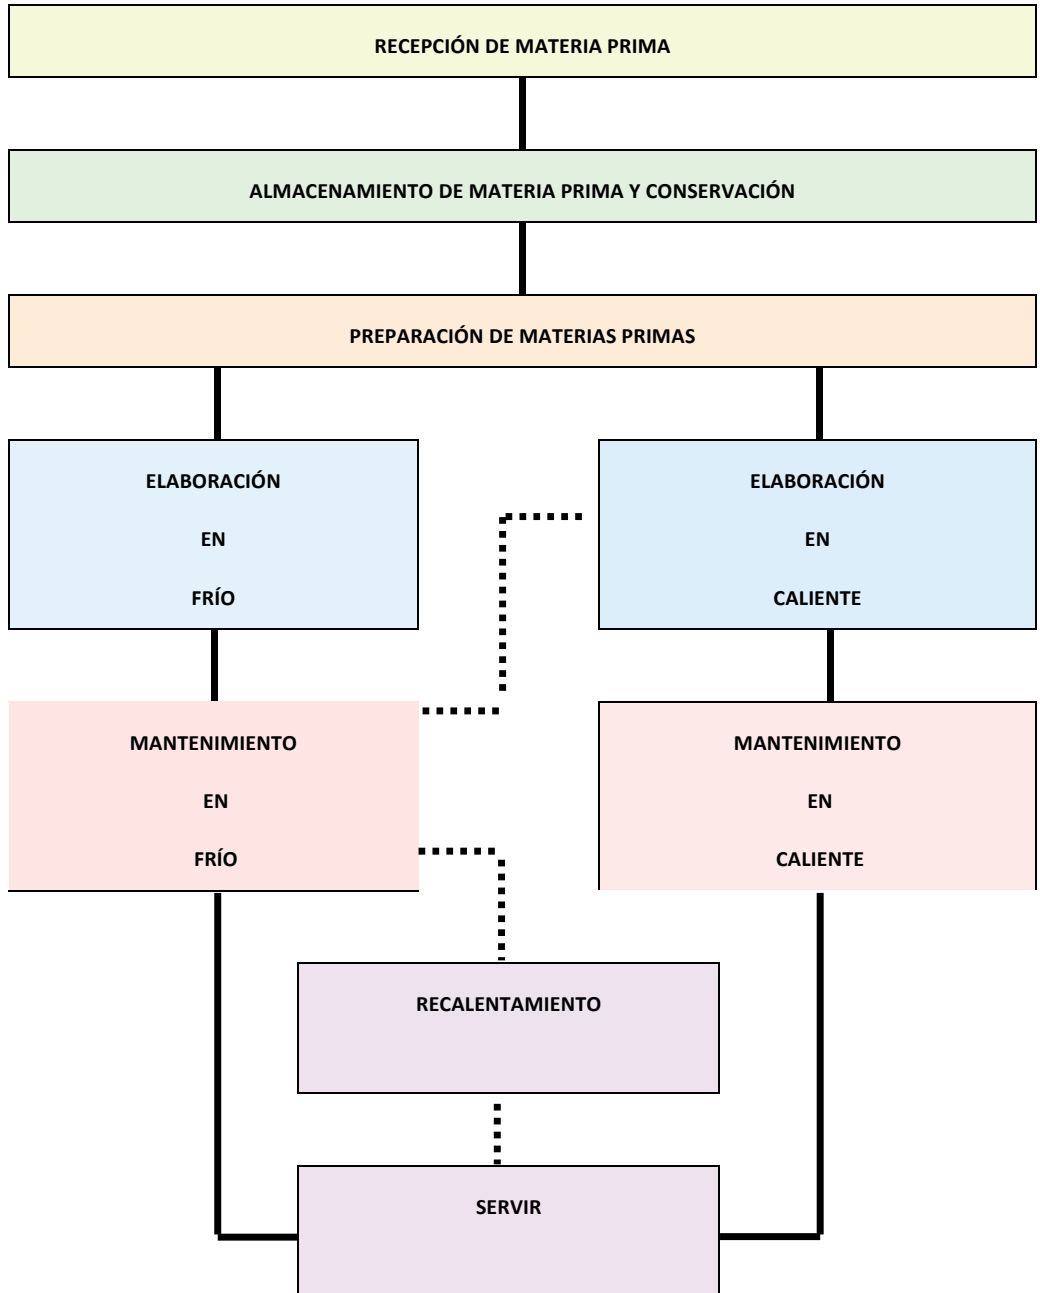 RECEPCIÓN DE MATERIA PRIMA
ALMACENAMIENTO DE MATERIA PRIMA Y CONSERVACIÓN
PREPARACIÓN DE MATERIAS PRIMAS
ELABORACIÓN
EN
FRÍO
ELABORACIÓN
EN
CALIENTE
MANTENIMIENTO
EN
FRÍO
MANTENIMIENTO
EN
CALIENTE
RECALENTAMIENTO
SERVIR